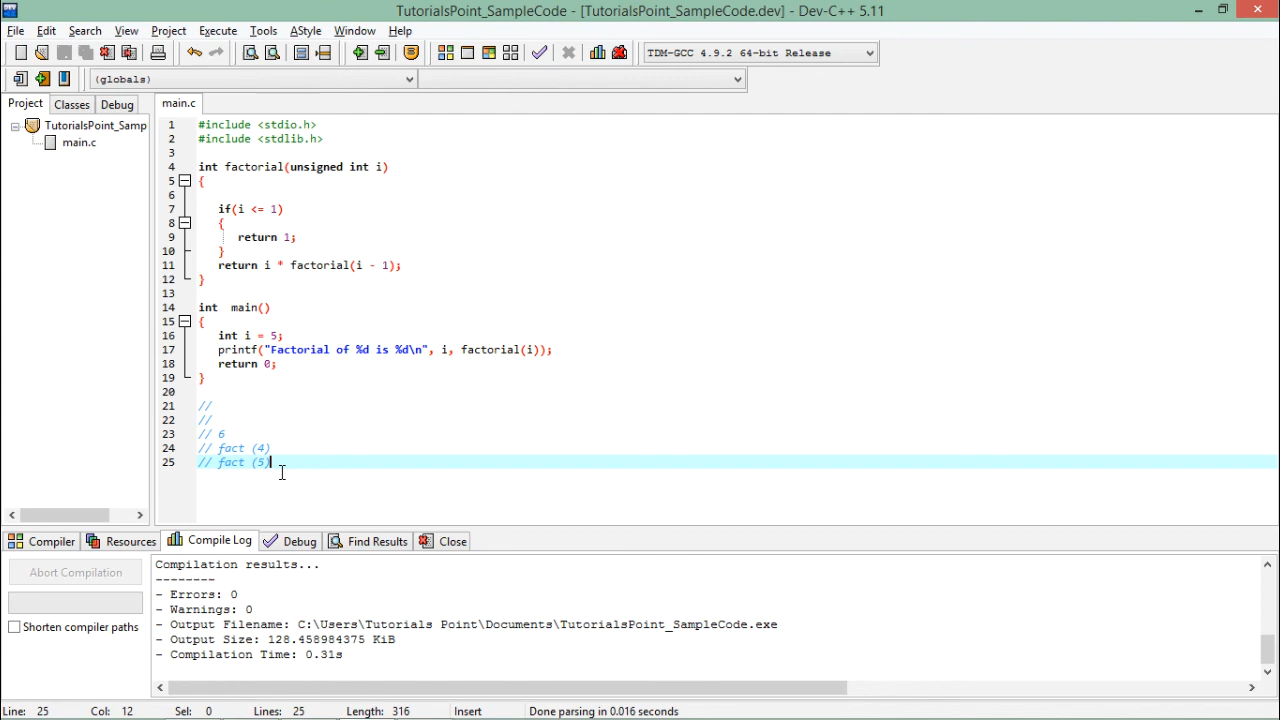 TutorialsPoint_SampleCode - [TutorialsPoint_SampleCode.dev] - Dev-C++ 5.11
File Edit Search View Project Execute Tools AStyle Window Help
TDM-GCC 4.9.2 64-bit Release
(globals)
Project Classes Debug
main.c
TutorialsPoint_Samp
main.c
1 #include <stdio.h>
2 #include <stdlib.h>
3
4 int factorial(unsigned int i)
5 {
6
7 if(i <= 1)
8 {
9 return 1;
10 }
11 return i * factorial(i - 1);
12 }
13
14 int  main()
15 {
16 int i = 5;
17 printf("Factorial of %d is %d\n", i, factorial(i));
18 return 0;
19 }
20
21 //
22 //
23 // 6
24 // fact (4)
25 // fact (5)
Compiler Resources Compile Log Debug Find Results Close
Abort Compilation
Shorten compiler paths
Compilation results...
--------
- Errors: 0
- Warnings: 0
- Output Filename: C:\Users\Tutorials Point\Documents\TutorialsPoint_SampleCode.exe
- Output Size: 128.458984375 KiB
- Compilation Time: 0.31s
Line: 25 Col: 12 Sel: 0 Lines: 25 Length: 316 Insert Done parsing in 0.016 seconds